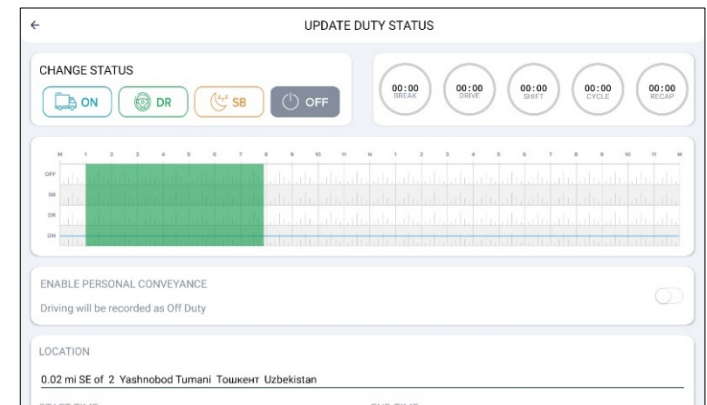 UPDATE DUTY STATUS
CHANGE STATUS
ON
DR
SB
OFF
00:00
BREAK
00:00
DRIVE
00:00
SHIFT
00:00
CYCLE
00:00
RECAP
M 1 2 3 4 5 6 7 8 9 10 11 N 1 2 3 4 5 6 7 8 9 10 11 M
OFF
SB
DR
ON
ENABLE PERSONAL CONVEYANCE
Driving will be recorded as Off Duty
LOCATION
0.02 mi SE of 2 Yashnobod Tumani Тошкент Uzbekistan